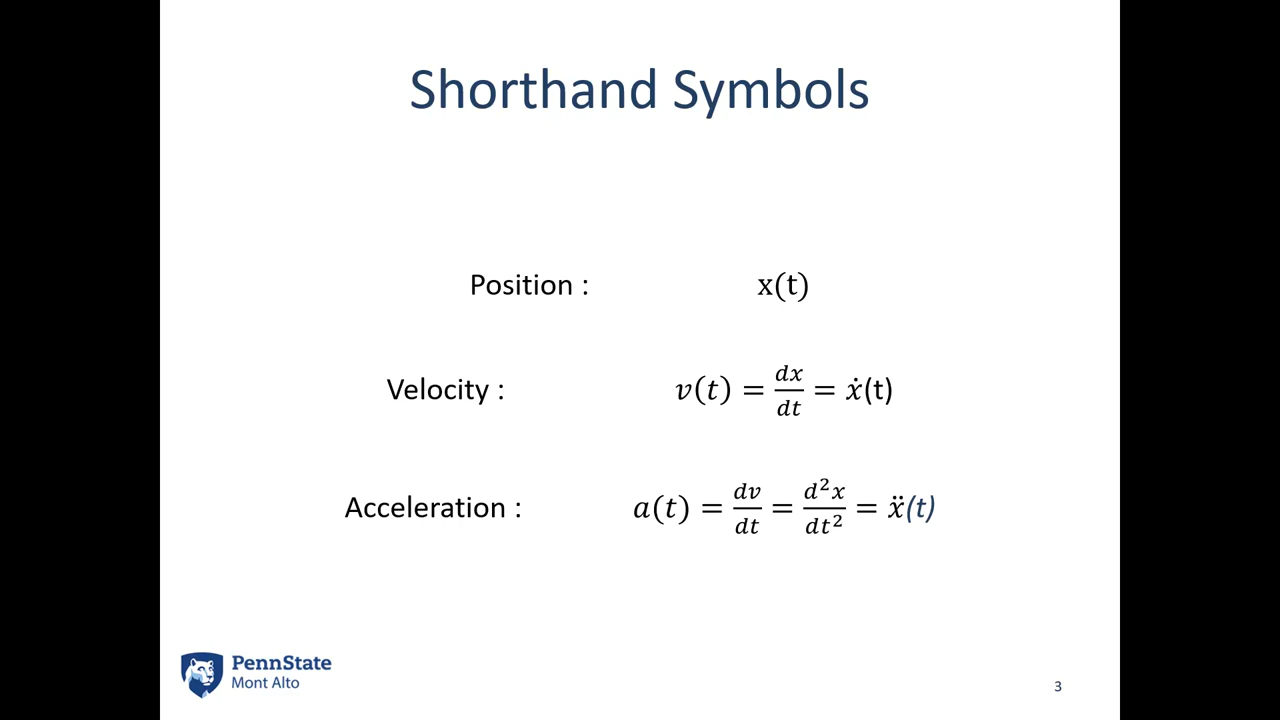 Shorthand Symbols
Position : x(t)
Velocity : 𝑣(𝑡) = 𝑑𝑥/𝑑𝑡 = ẋ(t)
Acceleration : 𝑎(𝑡) = 𝑑𝑣/𝑑𝑡 = 𝑑²𝑥/𝑑𝑡² = ẍ(t)
PennState
Mont Alto
3